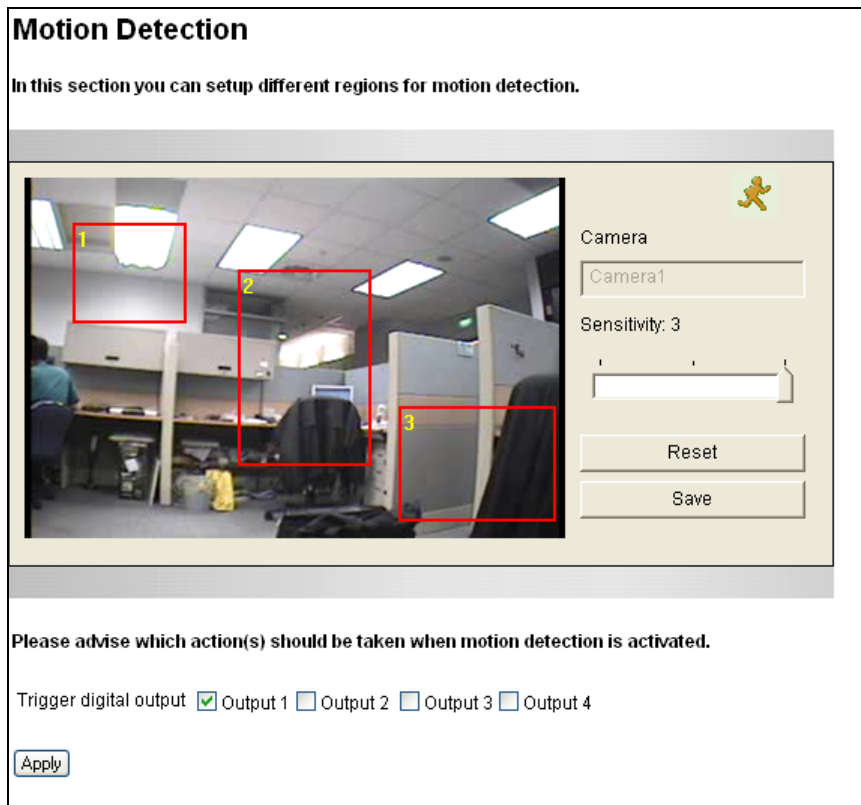 Motion Detection
In this section you can setup different regions for motion detection.
1
2
3
Camera
Camera1
Sensitivity: 3
Reset
Save
Please advise which action(s) should be taken when motion detection is activated.
Trigger digital output Output 1 Output 2 Output 3 Output 4
Apply